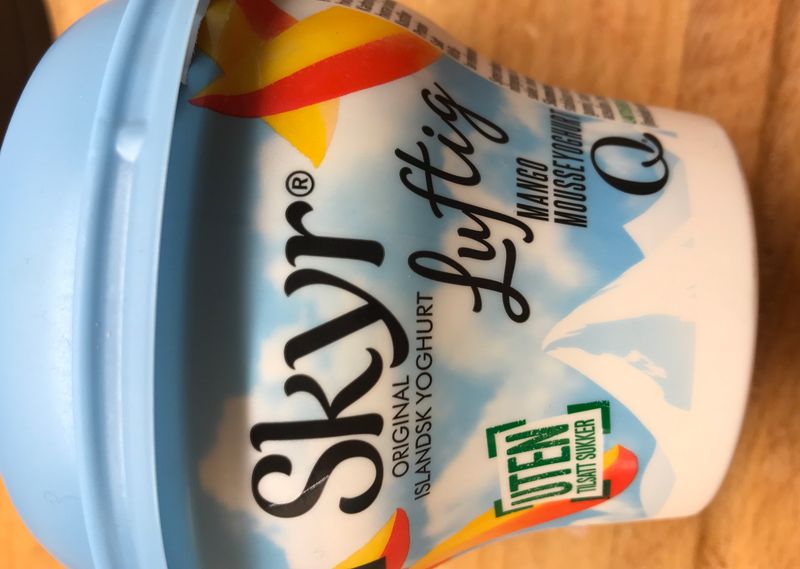 Skyr®
ORIGINAL
ISLANDSK YOGHURT
Luftig
MANGO
MOUSSEYOGHURT
Q
UTEN
TILSATT SUKKER